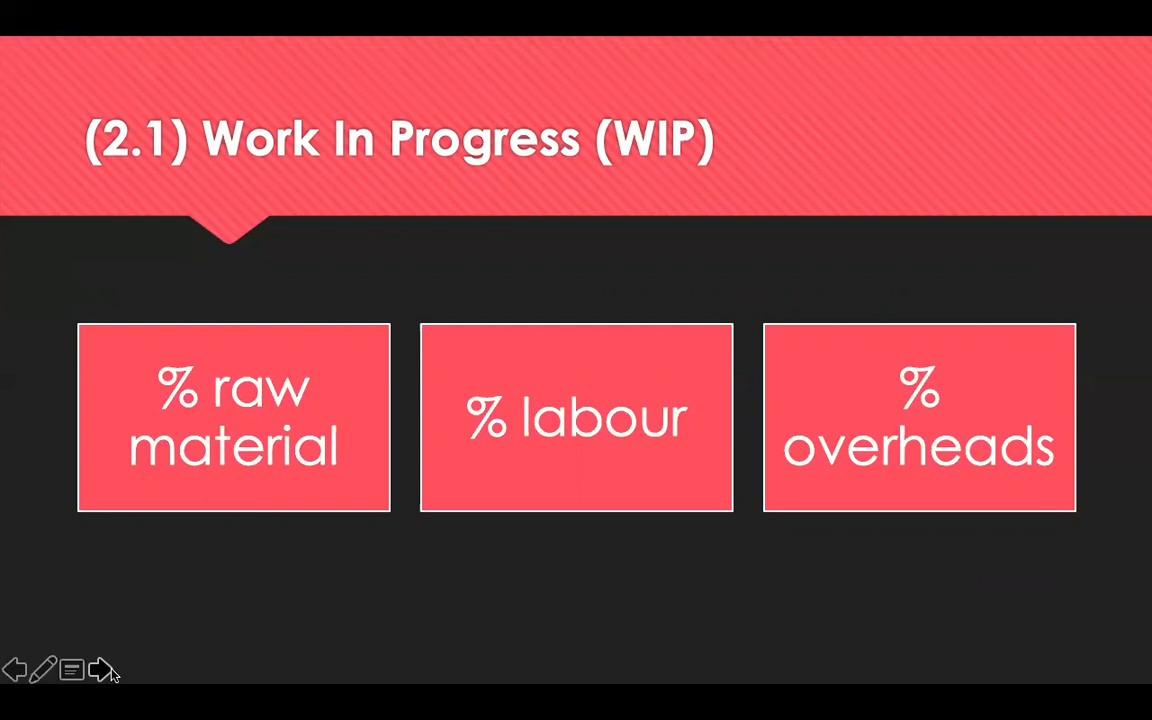 (2.1) Work In Progress (WIP)
% raw
material
% labour
%
overheads